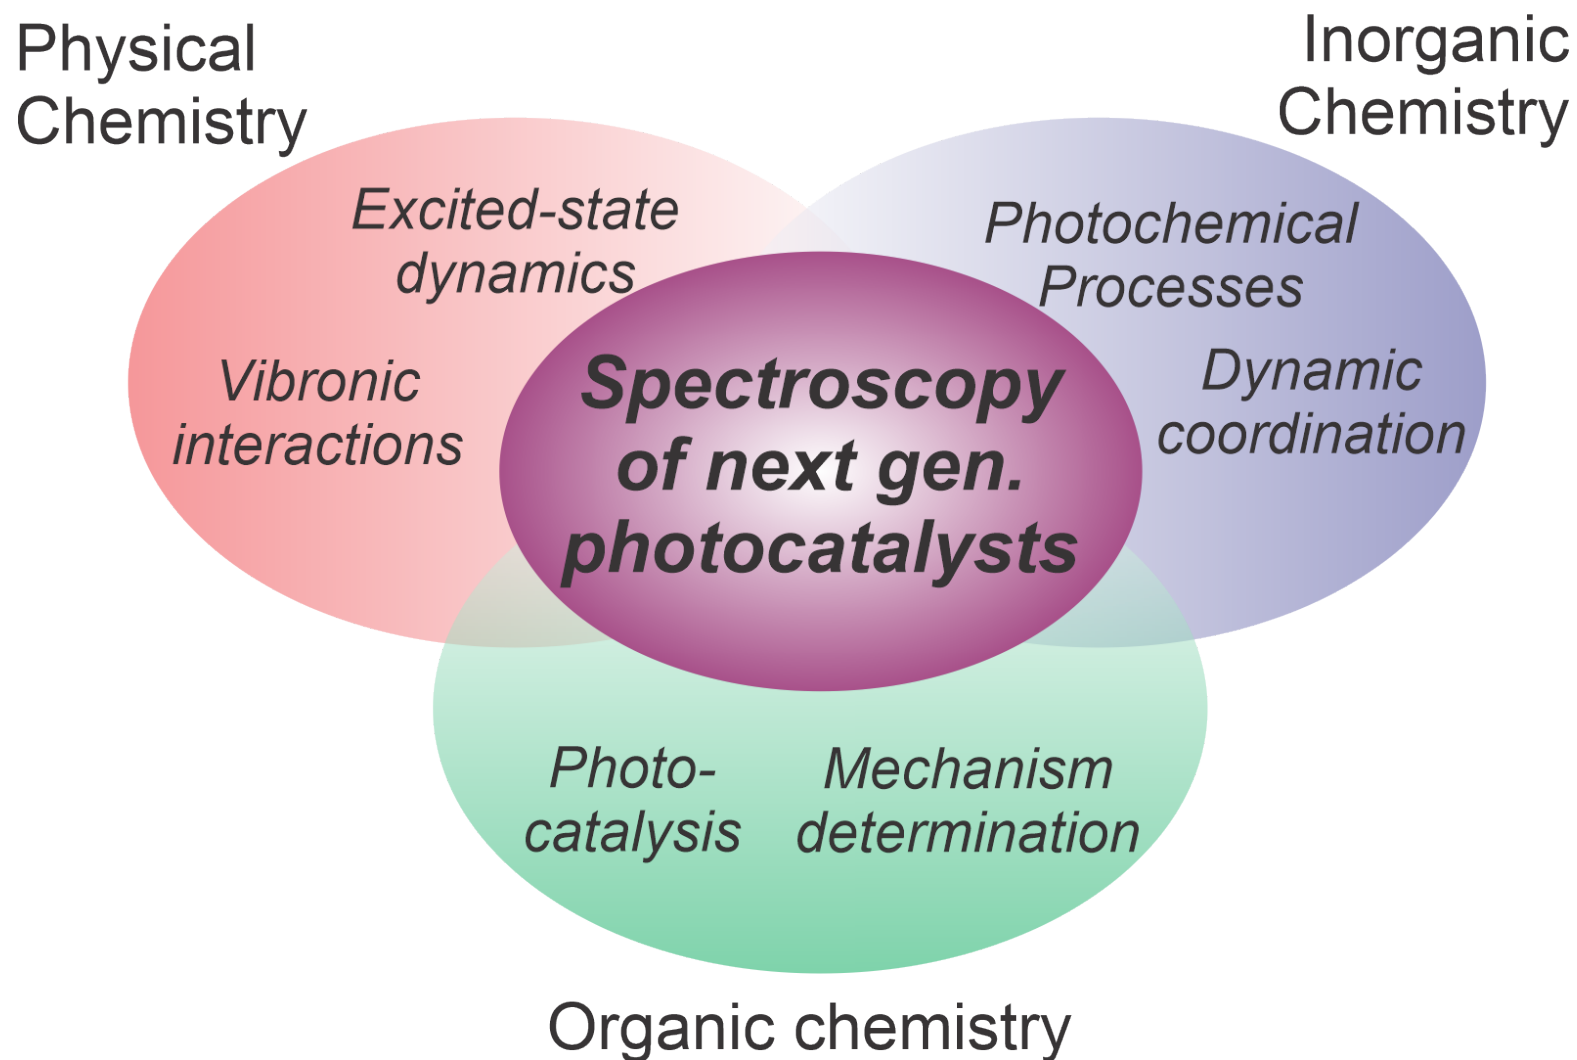 Physical
Chemistry
Inorganic
Chemistry
Excited-state
dynamics
Vibronic
interactions
Photochemical
Processes
Dynamic
coordination
Spectroscopy
of next gen.
photocatalysts
Photo-
catalysis
Mechanism
determination
Organic chemistry